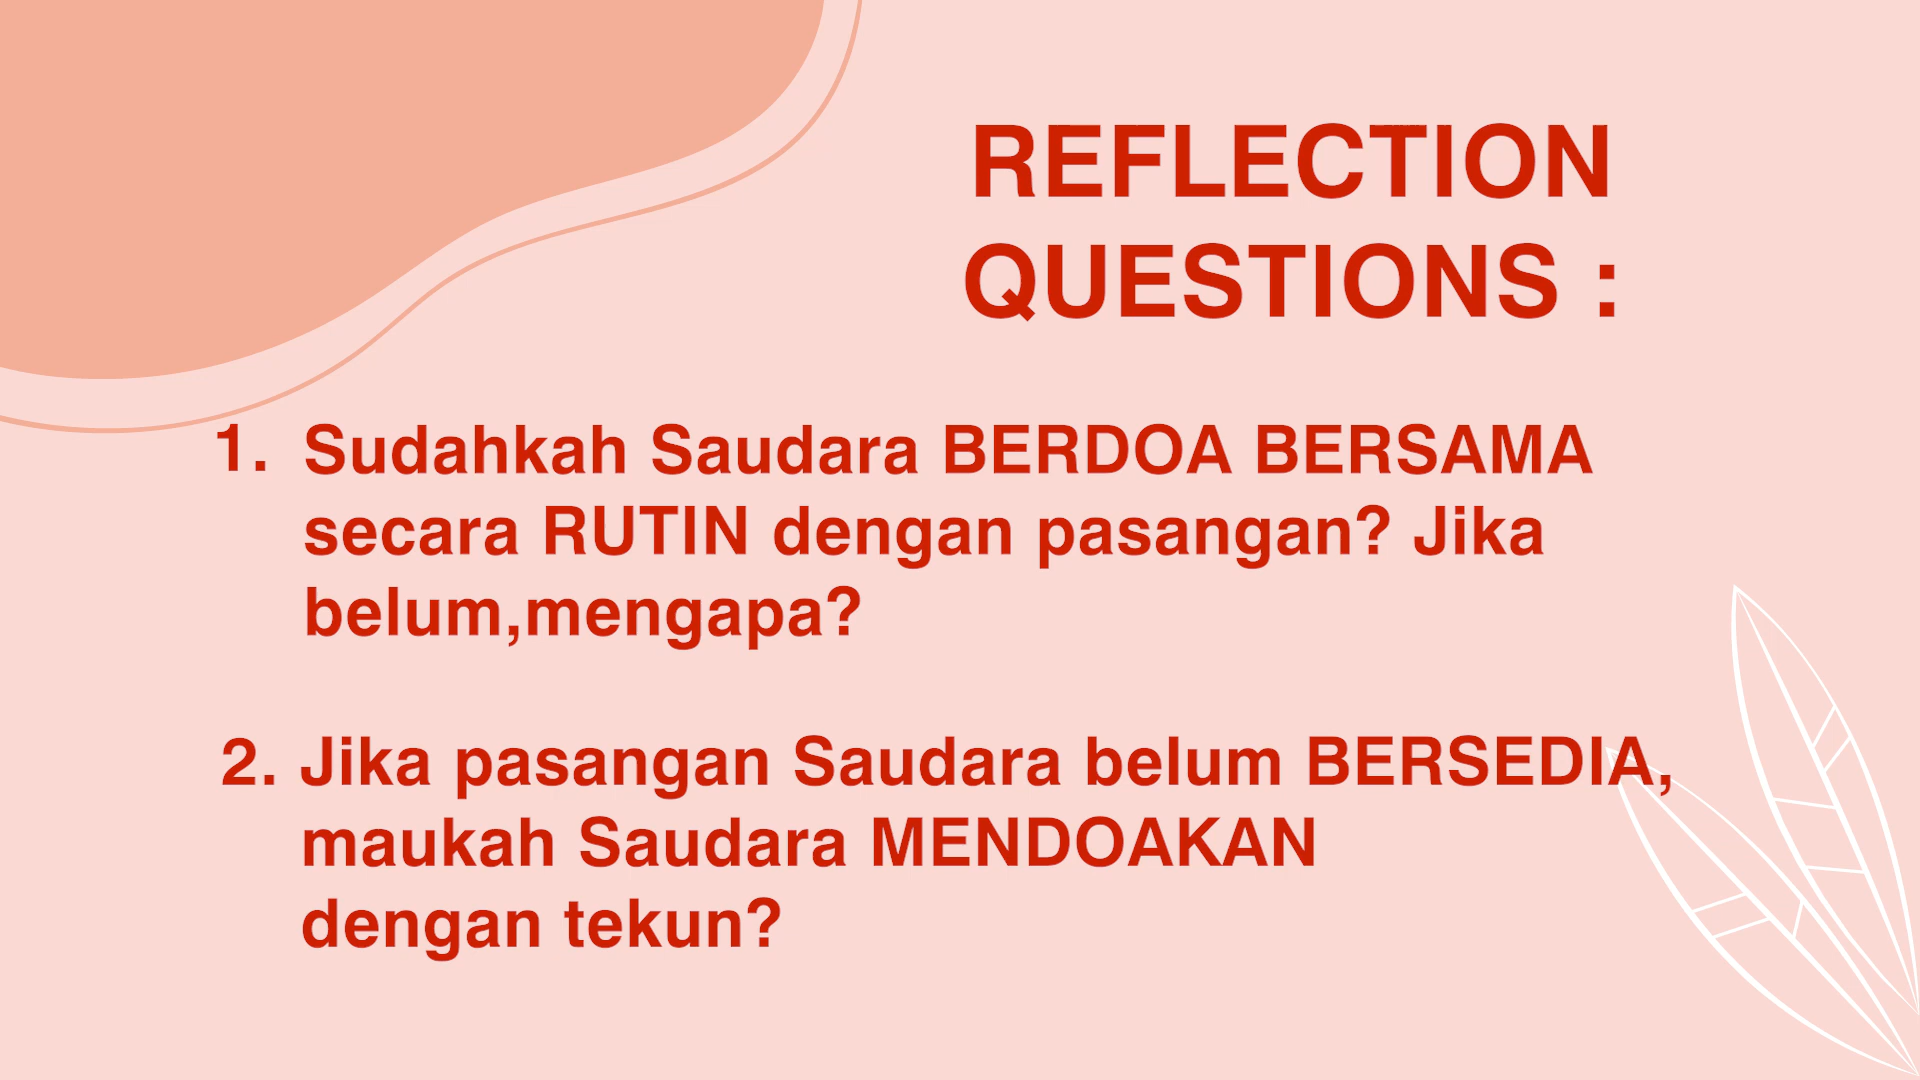 REFLECTION
QUESTIONS :
1. Sudahkah Saudara BERDOA BERSAMA
secara RUTIN dengan pasangan? Jika
belum,mengapa?
2. Jika pasangan Saudara belum BERSEDIA,
maukah Saudara MENDOAKAN
dengan tekun?